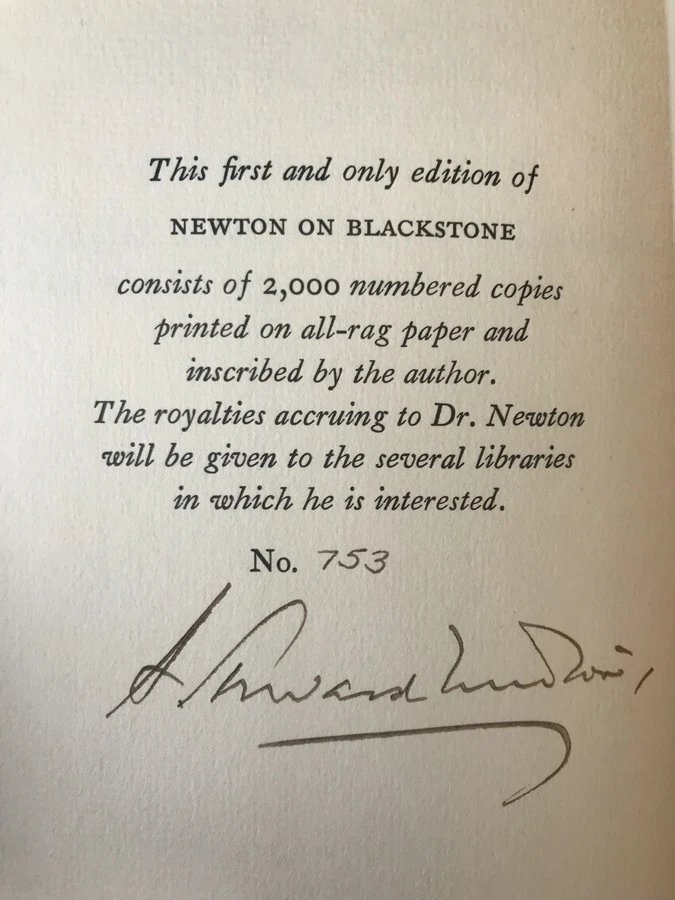 This first and only edition of
NEWTON ON BLACKSTONE
consists of 2,000 numbered copies
printed on all-rag paper and
inscribed by the author.
The royalties accruing to Dr. Newton
will be given to the several libraries
in which he is interested.
No. 753
A. Edward Newton